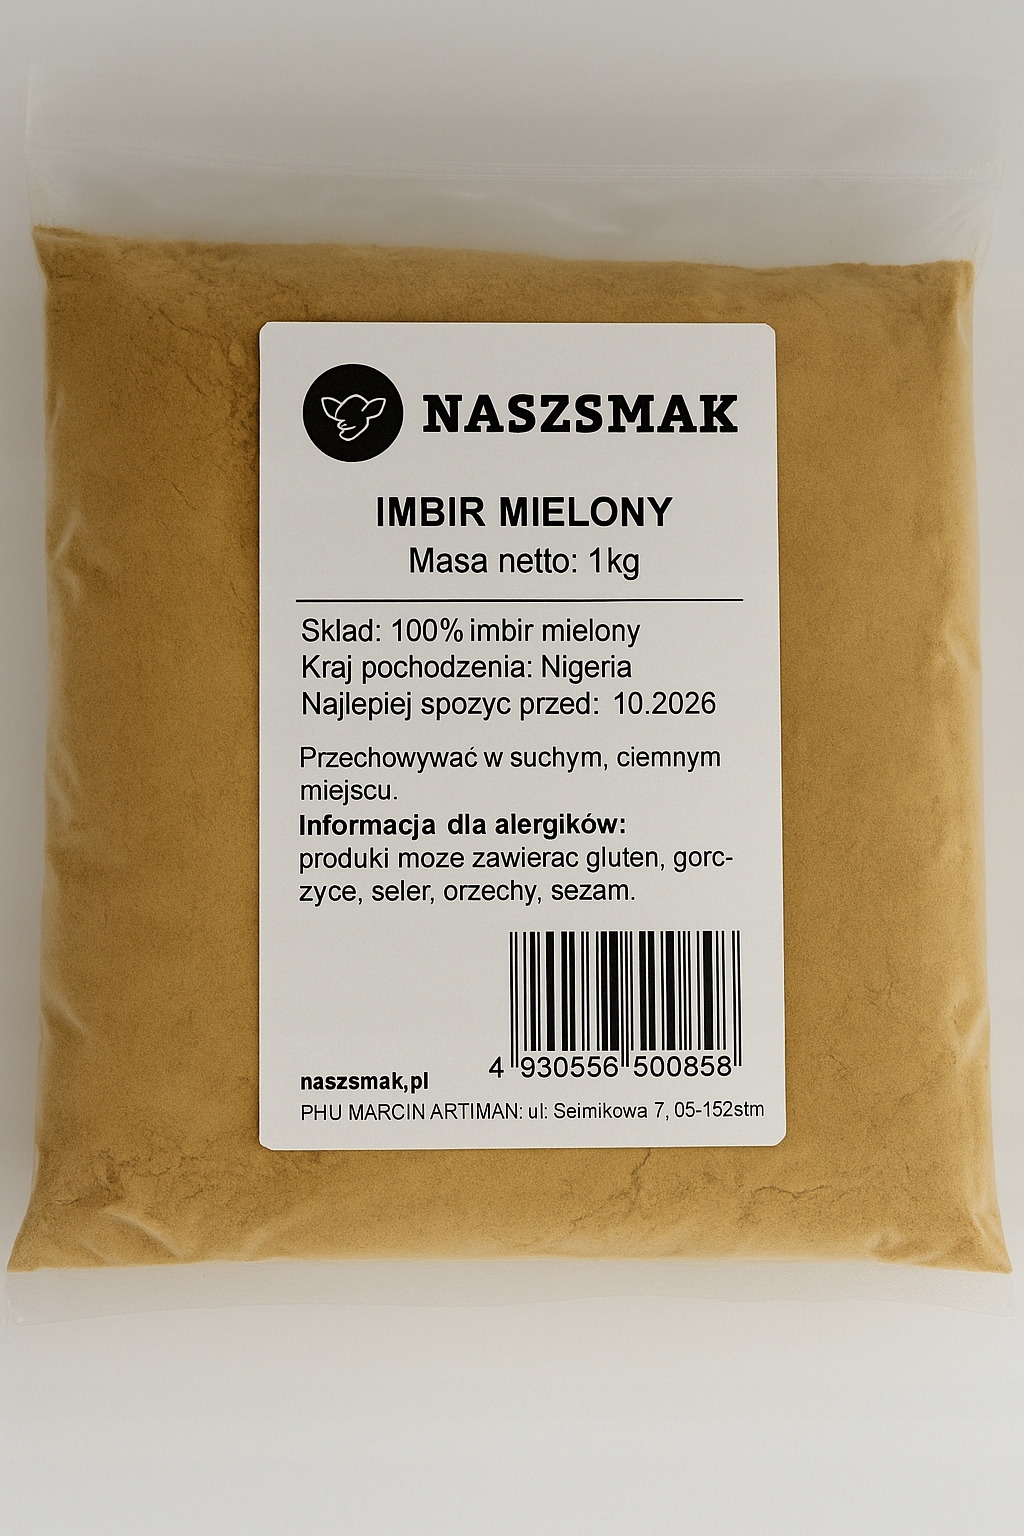 NASZSMAK
IMBIR MIELONY
Masa netto: 1 kg
Sklad: 100% imbir mielony
Kraj pochodzenia: Nigeria
Najlepiej spozyc przed: 10.2026
Przechowywać w suchym, ciemnym
miejscu.
Informacja dla alergików:
produki moze zawierac gluten, gorc-
zyce, seler, orzechy, sezam.
4 930556 500858
naszsmak,pl
PHU MARCIN ARTIMAN: ul: Seimikowa 7, 05-152stm